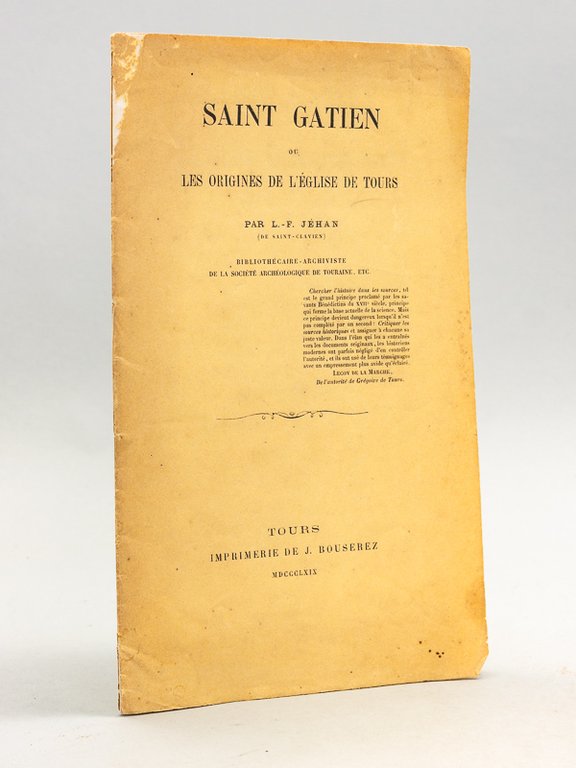 SAINT GATIEN
OU
LES ORIGINES DE L'ÉGLISE DE TOURS
PAR L.-F. JÉHAN
(DE SAINT-CLAVIEN)
BIBLIOTHÉCAIRE-ARCHIVISTE
DE LA SOCIÉTÉ ARCHÉOLOGIQUE DE TOURAINE, ETC.
Chercher l'histoire dans les sources, tel
est le grand principe proclamé par les sa-
vants Bénédictins du XVIIe siècle, principe
qui forme la base actuelle de la science. Mais
ce principe devient dangereux lorsqu'il n'est
pas complété par un second : Critiquer les
sources historiques et assigner à chacune sa
juste valeur. Dans l'élan qui les a entraînés
vers les documents originaux, les historiens
modernes ont parfois négligé d'en contrôler
l'autorité, et ils ont usé de leurs témoignages
avec un empressement plus avide qu'éclairé.
LECOY DE LA MARCHE,
De l'autorité de Grégoire de Tours.
TOURS
IMPRIMERIE DE J. BOUSEREZ
MDCCCLXIX